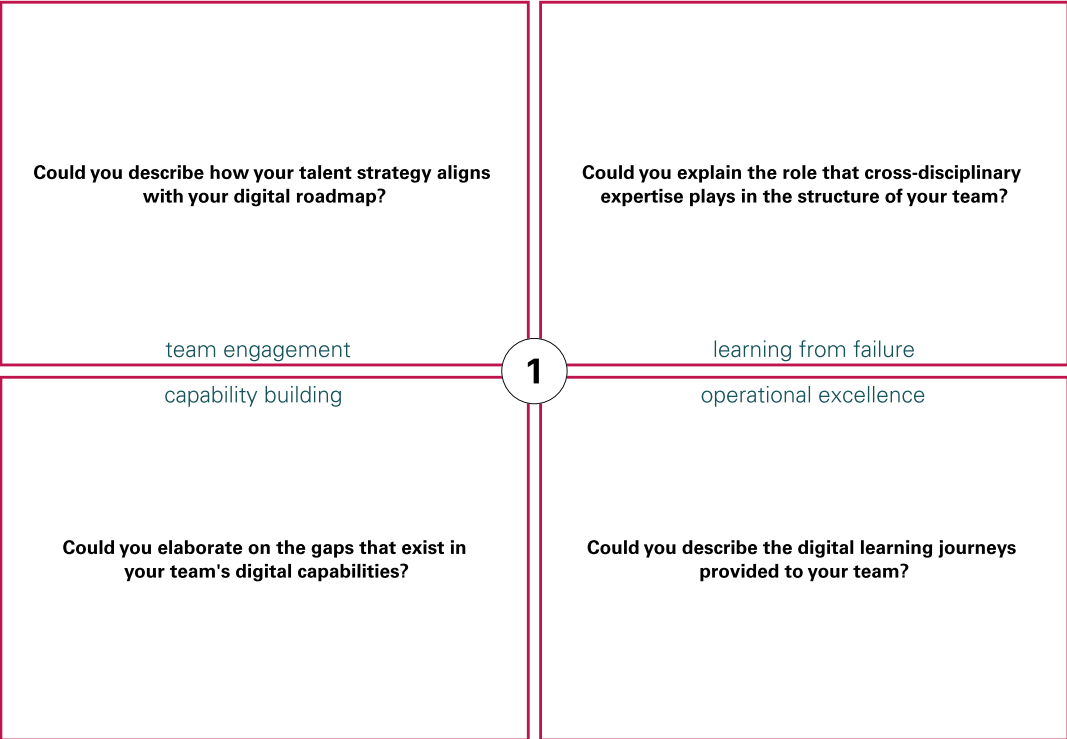 Could you describe how your talent strategy aligns
with your digital roadmap?
team engagement
Could you explain the role that cross-disciplinary
expertise plays in the structure of your team?
learning from failure
1
capability building
Could you elaborate on the gaps that exist in
your team's digital capabilities?
operational excellence
Could you describe the digital learning journeys
provided to your team?